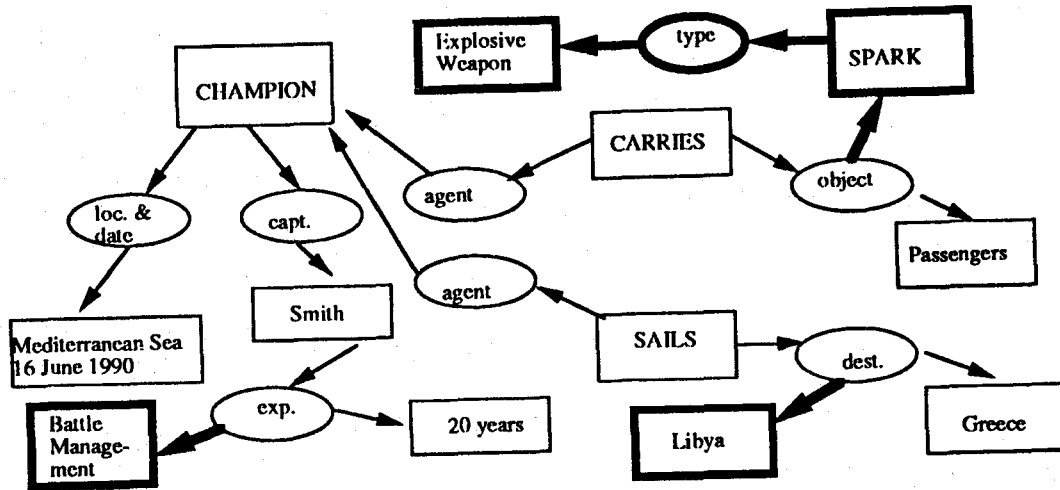 Explosive
Weapon
type
SPARK
CHAMPION
CARRIES
agent
object
loc. &
date
capt.
Passengers
agent
Smith
SAILS
Mediterranean Sea
16 June 1990
dest.
exp.
Battle
Manage-
ment
20 years
Libya
Greece